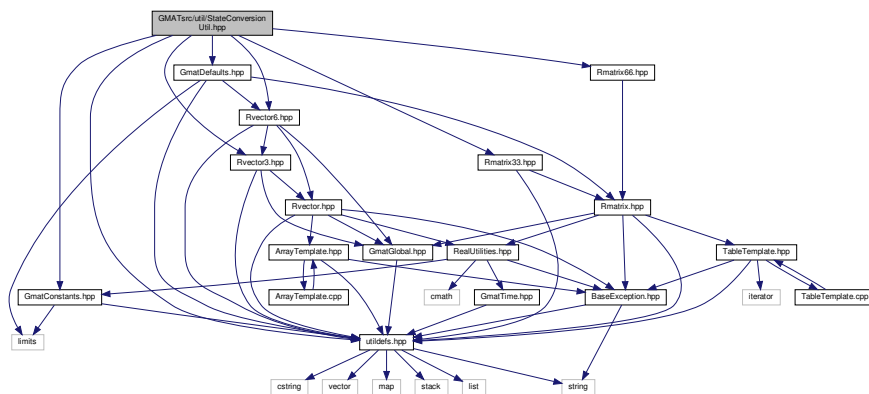 GMATsrc/util/StateConversion
Util.hpp
GmatDefaults.hpp
Rmatrix66.hpp
Rvector6.hpp
Rvector3.hpp
Rmatrix33.hpp
Rvector.hpp
Rmatrix.hpp
ArrayTemplate.hpp
GmatGlobal.hpp
RealUtilities.hpp
TableTemplate.hpp
GmatConstants.hpp
ArrayTemplate.cpp
cmath
GmatTime.hpp
BaseException.hpp
iterator
TableTemplate.cpp
limits
utildefs.hpp
cstring
vector
map
stack
list
string